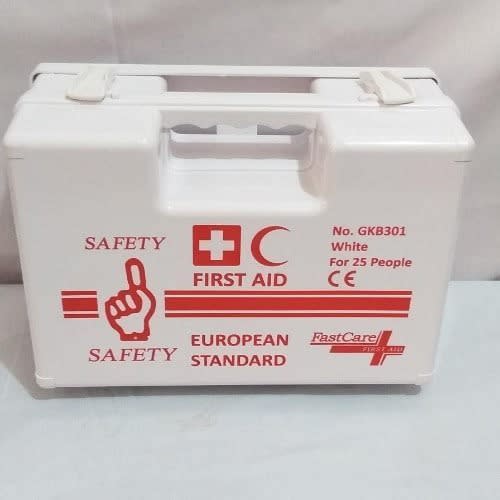 SAFETY
SAFETY
FIRST AID
EUROPEAN
STANDARD
No. GKB301
White
For 25 People
CE
FastCare
FIRST AID